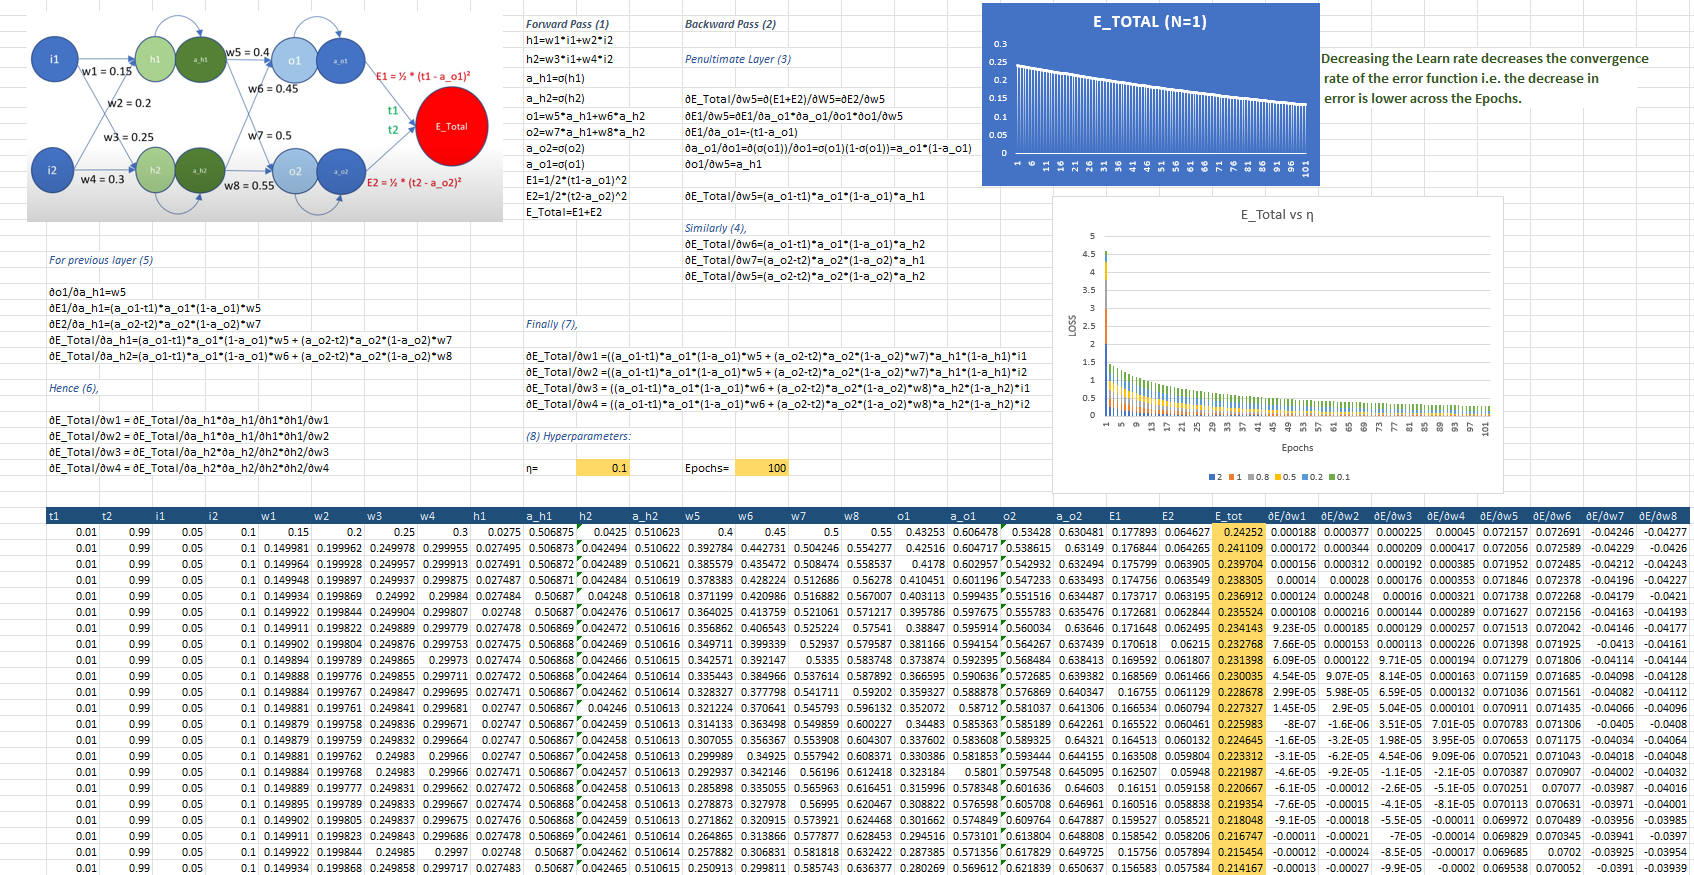 i1
h1
a_h1
o1
a_o1
w5 = 0.4
w1 = 0.15
w6 = 0.45
w2 = 0.2
E1 = ½ * (t1 - a_o1)²
t1
t2
E_Total
w3 = 0.25
w7 = 0.5
i2
h2
a_h2
o2
a_o2
w4 = 0.3
w8 = 0.55
E2 = ½ * (t2 - a_o2)²
Forward Pass (1)
h1=w1*i1+w2*i2
h2=w3*i1+w4*i2
a_h1=σ(h1)
a_h2=σ(h2)
o1=w5*a_h1+w6*a_h2
o2=w7*a_h1+w8*a_h2
a_o2=σ(o2)
a_o1=σ(o1)
E1=1/2*(t1-a_o1)^2
E2=1/2*(t2-a_o2)^2
E_Total=E1+E2
Backward Pass (2)
Penultimate Layer (3)
∂E_Total/∂w5=∂(E1+E2)/∂W5=∂E2/∂w5
∂E1/∂w5=∂E1/∂a_o1*∂a_o1/∂o1*∂o1/∂w5
∂E1/∂a_o1=-(t1-a_o1)
∂a_o1/∂o1=∂(σ(o1))/∂o1=σ(o1)(1-σ(o1))=a_o1*(1-a_o1)
∂o1/∂w5=a_h1
∂E_Total/∂w5=(a_o1-t1)*a_o1*(1-a_o1)*a_h1
Similarly (4),
∂E_Total/∂w6=(a_o1-t1)*a_o1*(1-a_o1)*a_h2
∂E_Total/∂w7=(a_o2-t2)*a_o2*(1-a_o2)*a_h1
∂E_Total/∂w5=(a_o2-t2)*a_o2*(1-a_o2)*a_h2
E_TOTAL (N=1)
0.3
0.25
0.2
0.15
0.1
0.05
0
1 6 11 16 21 26 31 36 41 46 51 56 61 66 71 76 81 86 91 96 101
Decreasing the Learn rate decreases the convergence
rate of the error function i.e. the decrease in
error is lower across the Epochs.
E_Total vs η
5
4.5
4
3.5
3
2.5
2
1.5
1
0.5
0
LOSS
1 5 9 13 17 21 25 29 33 37 41 45 49 53 57 61 65 69 73 77 81 85 89 93 97 101
Epochs
2 1 0.8 0.5 0.2 0.1
For previous layer (5)
∂o1/∂a_h1=w5
∂E1/∂a_h1=(a_o1-t1)*a_o1*(1-a_o1)*w5
∂E2/∂a_h1=(a_o2-t2)*a_o2*(1-a_o2)*w7
∂E_Total/∂a_h1=(a_o1-t1)*a_o1*(1-a_o1)*w5 + (a_o2-t2)*a_o2*(1-a_o2)*w7
∂E_Total/∂a_h2=(a_o1-t1)*a_o1*(1-a_o1)*w6 + (a_o2-t2)*a_o2*(1-a_o2)*w8
Hence (6),
∂E_Total/∂w1 = ∂E_Total/∂a_h1*∂a_h1/∂h1*∂h1/∂w1
∂E_Total/∂w2 = ∂E_Total/∂a_h1*∂a_h1/∂h1*∂h1/∂w2
∂E_Total/∂w3 = ∂E_Total/∂a_h2*∂a_h2/∂h2*∂h2/∂w3
∂E_Total/∂w4 = ∂E_Total/∂a_h2*∂a_h2/∂h2*∂h2/∂w4
Finally (7),
∂E_Total/∂w1 =((a_o1-t1)*a_o1*(1-a_o1)*w5 + (a_o2-t2)*a_o2*(1-a_o2)*w7)*a_h1*(1-a_h1)*i1
∂E_Total/∂w2 =((a_o1-t1)*a_o1*(1-a_o1)*w5 + (a_o2-t2)*a_o2*(1-a_o2)*w7)*a_h1*(1-a_h1)*i2
∂E_Total/∂w3 = ((a_o1-t1)*a_o1*(1-a_o1)*w6 + (a_o2-t2)*a_o2*(1-a_o2)*w8)*a_h2*(1-a_h2)*i1
∂E_Total/∂w4 = ((a_o1-t1)*a_o1*(1-a_o1)*w6 + (a_o2-t2)*a_o2*(1-a_o2)*w8)*a_h2*(1-a_h2)*i2
(8) Hyperparameters:
η= 0.1 Epochs= 100
t1 t2 i1 i2 w1 w2 w3 w4 h1 a_h1 h2 a_h2 w5 w6 w7 w8 o1 a_o1 o2 a_o2 E1 E2 E_tot ∂E/∂w1 ∂E/∂w2 ∂E/∂w3 ∂E/∂w4 ∂E/∂w5 ∂E/∂w6 ∂E/∂w7 ∂E/∂w8
0.01 0.99 0.05 0.1 0.15 0.2 0.25 0.3 0.0275 0.506875 0.0425 0.510623 0.4 0.45 0.5 0.55 0.43253 0.606478 0.53428 0.630481 0.177893 0.064627 0.24252 0.000188 0.000377 0.000225 0.00045 0.072157 0.072691 -0.04246 -0.04277
0.01 0.99 0.05 0.1 0.149981 0.199962 0.249978 0.299955 0.027495 0.506873 0.042494 0.510622 0.392784 0.442731 0.504246 0.554277 0.42516 0.604717 0.538615 0.63149 0.176844 0.064265 0.241109 0.000172 0.000344 0.000209 0.000417 0.072056 0.072589 -0.04229 -0.0426
0.01 0.99 0.05 0.1 0.149964 0.199928 0.249957 0.299913 0.027491 0.506872 0.042489 0.510621 0.385579 0.435472 0.508474 0.558537 0.4178 0.602957 0.542932 0.632494 0.175799 0.063905 0.239704 0.000156 0.000312 0.000192 0.000385 0.071952 0.072485 -0.04212 -0.04243
0.01 0.99 0.05 0.1 0.149948 0.199897 0.249937 0.299875 0.027487 0.506871 0.042484 0.510619 0.378383 0.428224 0.512686 0.56278 0.410451 0.601196 0.547233 0.633493 0.174756 0.063549 0.238305 0.00014 0.00028 0.000176 0.000353 0.071846 0.072378 -0.04196 -0.04227
0.01 0.99 0.05 0.1 0.149934 0.199869 0.24992 0.29984 0.027484 0.50687 0.04248 0.510618 0.371199 0.420986 0.516882 0.567007 0.403113 0.599435 0.551516 0.634487 0.173717 0.063195 0.236912 0.000124 0.000248 0.00016 0.000321 0.071738 0.072268 -0.04179 -0.0421
0.01 0.99 0.05 0.1 0.149922 0.199844 0.249904 0.299807 0.02748 0.50687 0.042476 0.510617 0.364025 0.413759 0.521061 0.571217 0.395786 0.597675 0.555783 0.635476 0.172681 0.062844 0.235524 0.000108 0.000216 0.000144 0.000289 0.071627 0.072156 -0.04163 -0.04193
0.01 0.99 0.05 0.1 0.149911 0.199822 0.249889 0.299779 0.027478 0.506869 0.042472 0.510616 0.356862 0.406543 0.525224 0.57541 0.38847 0.595914 0.560034 0.63646 0.171648 0.062495 0.234143 9.23E-05 0.000185 0.000129 0.000257 0.071513 0.072042 -0.04146 -0.04177
0.01 0.99 0.05 0.1 0.149902 0.199804 0.249876 0.299753 0.027475 0.506868 0.042469 0.510616 0.349711 0.399339 0.52937 0.579587 0.381166 0.594154 0.564267 0.637439 0.170618 0.06215 0.232768 7.66E-05 0.000153 0.000113 0.000226 0.071398 0.071925 -0.0413 -0.04161
0.01 0.99 0.05 0.1 0.149894 0.199789 0.249865 0.29973 0.027474 0.506868 0.042466 0.510615 0.342571 0.392147 0.5335 0.583748 0.373874 0.592395 0.568484 0.638413 0.169592 0.061807 0.231398 6.09E-05 0.000122 9.71E-05 0.000194 0.071279 0.071806 -0.04114 -0.04144
0.01 0.99 0.05 0.1 0.149888 0.199776 0.249855 0.299711 0.027472 0.506868 0.042464 0.510614 0.335443 0.384966 0.537614 0.587892 0.366595 0.590636 0.572685 0.639382 0.168569 0.061466 0.230035 4.54E-05 9.07E-05 8.14E-05 0.000163 0.071159 0.071685 -0.04098 -0.04128
0.01 0.99 0.05 0.1 0.149884 0.199767 0.249847 0.299695 0.027471 0.506867 0.042462 0.510614 0.328327 0.377798 0.541711 0.59202 0.359327 0.588878 0.576869 0.640347 0.16755 0.061129 0.228678 2.99E-05 5.98E-05 6.59E-05 0.000132 0.071036 0.071561 -0.04082 -0.04112
0.01 0.99 0.05 0.1 0.149881 0.199761 0.249841 0.299681 0.02747 0.506867 0.04246 0.510613 0.321224 0.370641 0.545793 0.596132 0.352072 0.58712 0.581037 0.641306 0.166534 0.060794 0.227327 1.45E-05 2.9E-05 5.04E-05 0.000101 0.070911 0.071435 -0.04066 -0.04096
0.01 0.99 0.05 0.1 0.149879 0.199758 0.249836 0.299671 0.02747 0.506867 0.042459 0.510613 0.314133 0.363498 0.549859 0.600227 0.34483 0.585363 0.585189 0.642261 0.165522 0.060461 0.225983 -8E-07 -1.6E-06 3.51E-05 7.01E-05 0.070783 0.071306 -0.0405 -0.0408
0.01 0.99 0.05 0.1 0.149879 0.199759 0.249832 0.299664 0.02747 0.506867 0.042458 0.510613 0.307055 0.356367 0.553908 0.604307 0.337602 0.583608 0.589325 0.64321 0.164513 0.060132 0.224645 -1.6E-05 -3.2E-05 1.98E-05 3.95E-05 0.070653 0.071175 -0.04034 -0.04064
0.01 0.99 0.05 0.1 0.149881 0.199762 0.24983 0.29966 0.02747 0.506868 0.042458 0.510613 0.299989 0.34925 0.557942 0.608371 0.330386 0.581853 0.593444 0.644155 0.163508 0.059804 0.223312 -3.1E-05 -6.2E-05 4.54E-06 9.09E-06 0.070521 0.071043 -0.04018 -0.04048
0.01 0.99 0.05 0.1 0.149884 0.199768 0.24983 0.29966 0.027471 0.506868 0.042457 0.510613 0.292937 0.342146 0.56196 0.612418 0.323184 0.5801 0.597548 0.645095 0.162507 0.05948 0.221987 -4.6E-05 -9.2E-05 -1.1E-05 -2.1E-05 0.070387 0.070907 -0.04002 -0.04032
0.01 0.99 0.05 0.1 0.149889 0.199777 0.249831 0.299662 0.027472 0.506868 0.042458 0.510613 0.285898 0.335055 0.565963 0.616451 0.315996 0.578348 0.601636 0.64603 0.16151 0.059158 0.220667 -6.1E-05 -0.00012 -2.6E-05 -5.1E-05 0.070251 0.07077 -0.03987 -0.04016
0.01 0.99 0.05 0.1 0.149895 0.199789 0.249833 0.299667 0.027474 0.506868 0.042458 0.510613 0.278873 0.327978 0.56995 0.620467 0.308822 0.576598 0.605708 0.646961 0.160516 0.058838 0.219354 -7.6E-05 -0.00015 -4.1E-05 -8.1E-05 0.070113 0.070631 -0.03971 -0.04001
0.01 0.99 0.05 0.1 0.149902 0.199805 0.249837 0.299675 0.027476 0.506868 0.042459 0.510613 0.271862 0.320915 0.573921 0.624468 0.301662 0.574849 0.609764 0.647887 0.159527 0.058521 0.218048 -9.1E-05 -0.00018 -5.5E-05 -0.00011 0.069972 0.070489 -0.03956 -0.03985
0.01 0.99 0.05 0.1 0.149911 0.199823 0.249843 0.299686 0.027478 0.506869 0.042461 0.510614 0.264865 0.313866 0.577877 0.628453 0.294516 0.573101 0.613804 0.648808 0.158542 0.058206 0.216747 -0.00011 -0.00021 -7E-05 -0.00014 0.069829 0.070345 -0.03941 -0.0397
0.01 0.99 0.05 0.1 0.149922 0.199844 0.24985 0.2997 0.02748 0.50687 0.042462 0.510614 0.257882 0.306831 0.581818 0.632422 0.287385 0.571356 0.617829 0.649725 0.15756 0.057894 0.215454 -0.00012 -0.00024 -8.5E-05 -0.00017 0.069685 0.0702 -0.03925 -0.03954
0.01 0.99 0.05 0.1 0.149934 0.199868 0.249858 0.299717 0.027483 0.50687 0.042465 0.510615 0.250913 0.299811 0.585743 0.636377 0.280269 0.569612 0.621839 0.650637 0.156583 0.057584 0.214167 -0.00013 -0.00027 -9.9E-05 -0.0002 0.069538 0.070052 -0.0391 -0.03939